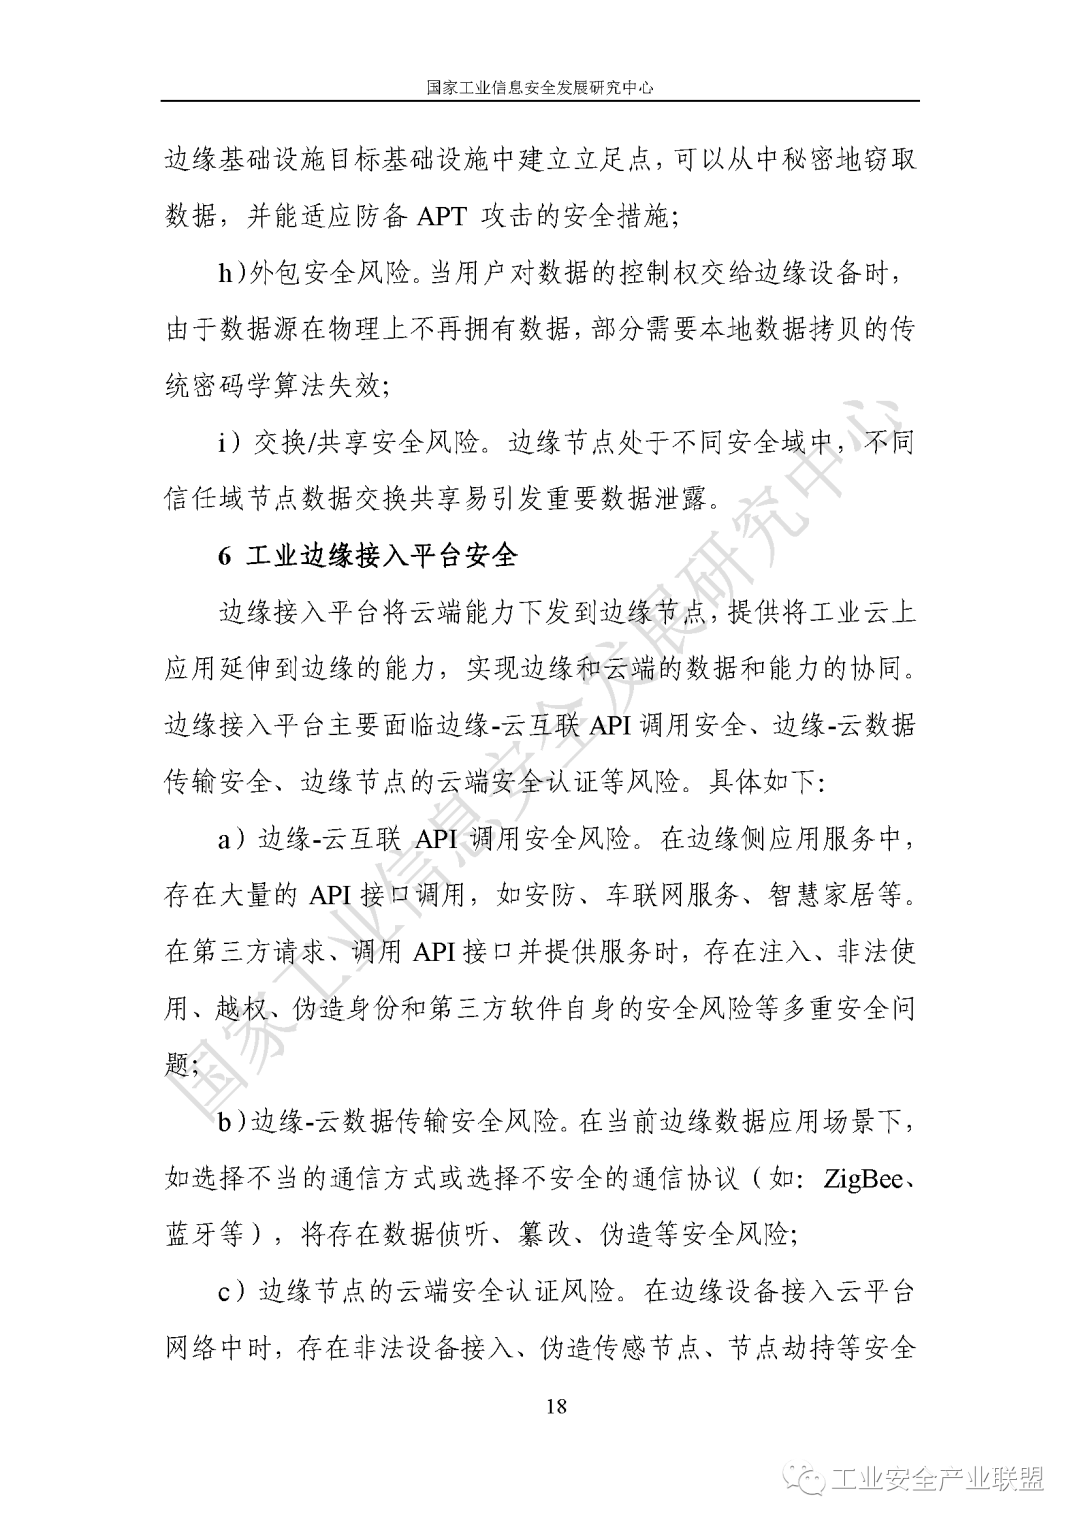 国家工业信息安全发展研究中心
边缘基础设施目标基础设施中建立立足点，可以从中秘密地窃取
数据，并能适应防备 APT 攻击的安全措施；
h）外包安全风险。当用户对数据的控制权交给边缘设备时，
由于数据源在物理上不再拥有数据，部分需要本地数据拷贝的传
统密码学算法失效；
i）交换/共享安全风险。边缘节点处于不同安全域中，不同
信任域节点数据交换共享易引发重要数据泄露。
6 工业边缘接入平台安全
边缘接入平台将云端能力下发到边缘节点，提供将工业云上
应用延伸到边缘的能力，实现边缘和云端的数据和能力的协同。
边缘接入平台主要面临边缘-云互联 API 调用安全、边缘-云数据
传输安全、边缘节点的云端安全认证等风险。具体如下：
a）边缘-云互联 API 调用安全风险。在边缘侧应用服务中，
存在大量的 API 接口调用，如安防、车联网服务、智慧家居等。
在第三方请求、调用 API 接口并提供服务时，存在注入、非法使
用、越权、伪造身份和第三方软件自身的安全风险等多重安全问
题；
b）边缘-云数据传输安全风险。在当前边缘数据应用场景下，
如选择不当的通信方式或选择不安全的通信协议（如：ZigBee、
蓝牙等），将存在数据侦听、纂改、伪造等安全风险；
c）边缘节点的云端安全认证风险。在边缘设备接入云平台
网络中时，存在非法设备接入、伪造传感节点、节点劫持等安全
18
国家工业信息安全发展研究中心
工业安全产业联盟